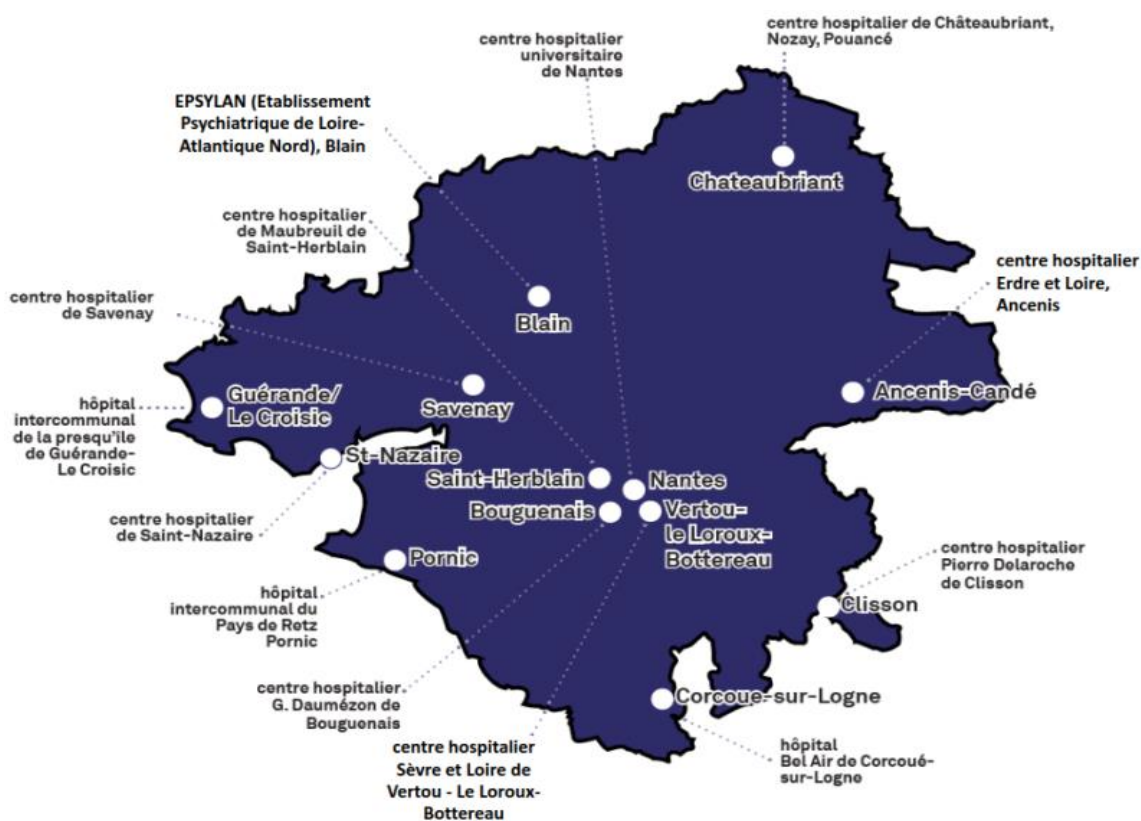 centre hospitalier de Châteaubriant,
Nozay, Pouancé
centre hospitalier
universitaire
de Nantes
EPSYLAN (Etablissement
Psychiatrique de Loire-
Atlantique Nord), Blain
Chateaubriant
centre hospitalier
de Maubreuil de
Saint-Herblain
centre hospitalier
Erdre et Loire,
Ancenis
centre hospitalier
de Savenay
Blain
Guérande/
Le Croisic
Savenay
Ancenis-Candé
hôpital
intercommunal
de la presqu'île
de Guérande-
Le Croisic
St-Nazaire
Saint-Herblain
Nantes
Bouguenais
Vertou-
le Loroux-
Bottereau
centre hospitalier
de Saint-Nazaire
Pornic
centre hospitalier
Pierre Delaroche
de Clisson
Clisson
hôpital
intercommunal du
Pays de Retz
Pornic
centre hospitalier
G. Daumézon de
Bouguenais
Corcoue-sur-Logne
centre hospitalier
Sèvre et Loire de
Vertou - Le Loroux-
Bottereau
hôpital
Bel Air de Corcoué-
sur-Logne